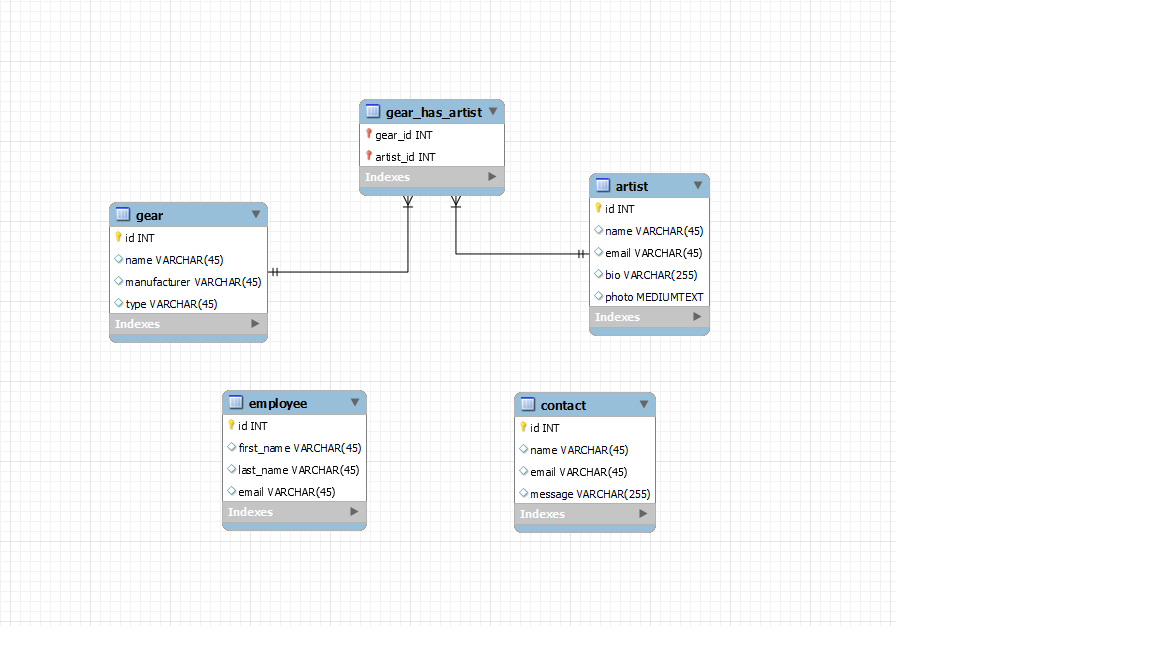 gear_has_artist
gear_id INT
artist_id INT
Indexes
artist
id INT
name VARCHAR(45)
email VARCHAR(45)
bio VARCHAR(255)
photo MEDIUMTEXT
Indexes
gear
id INT
name VARCHAR(45)
manufacturer VARCHAR(45)
type VARCHAR(45)
Indexes
employee
id INT
first_name VARCHAR(45)
last_name VARCHAR(45)
email VARCHAR(45)
Indexes
contact
id INT
name VARCHAR(45)
email VARCHAR(45)
message VARCHAR(255)
Indexes